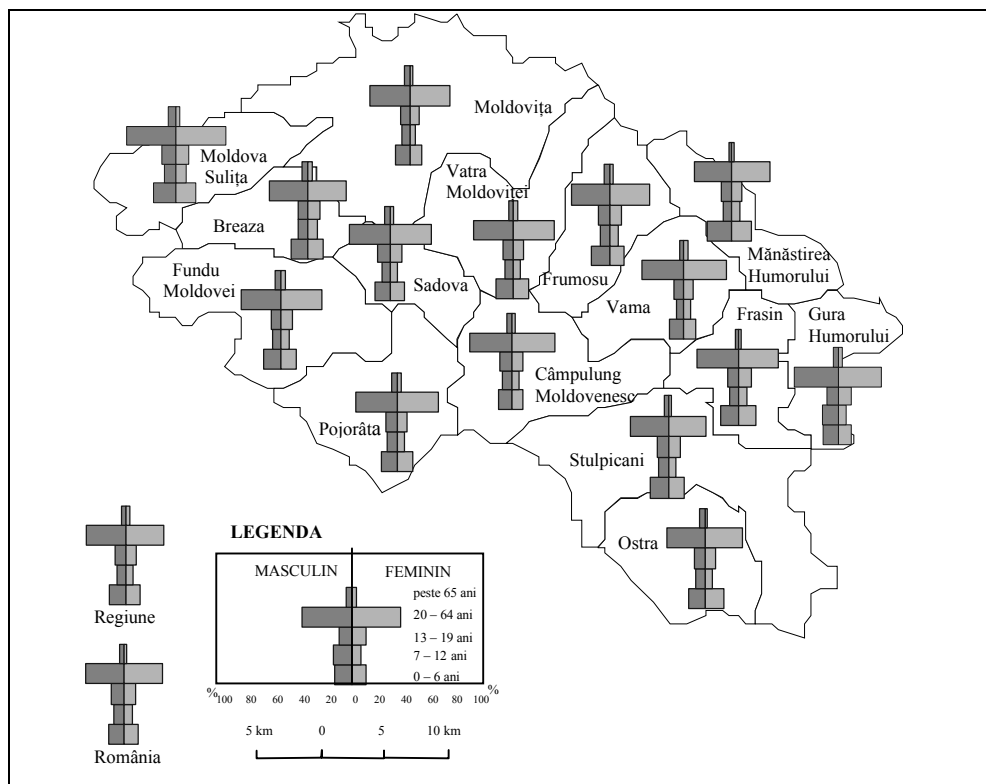 Moldovița
Moldova
Sulița
Vatra
Moldoviței
Breaza
Mănăstirea
Humorului
Fundu
Moldovei
Sadova
Frumosu
Vama
Frasin
Gura
Humorului
Câmpulung
Moldovenesc
Pojorâta
Stulpicani
Ostra
Regiune
România
LEGENDA
MASCULIN FEMININ
peste 65 ani
20 – 64 ani
13 – 19 ani
7 – 12 ani
0 – 6 ani
% 100 80 60 40 20 0 20 40 60 80 100 %
5 km 0 5 10 km